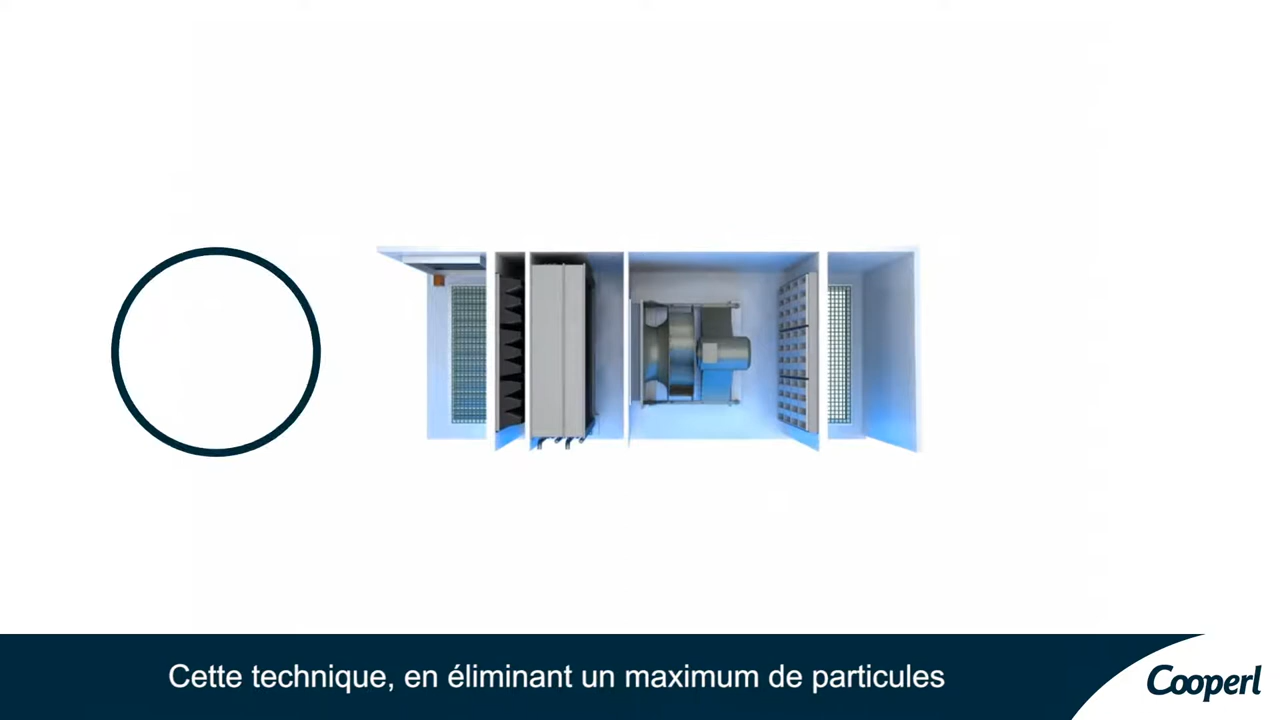 Cette technique, en éliminant un maximum de particules
Cooperl